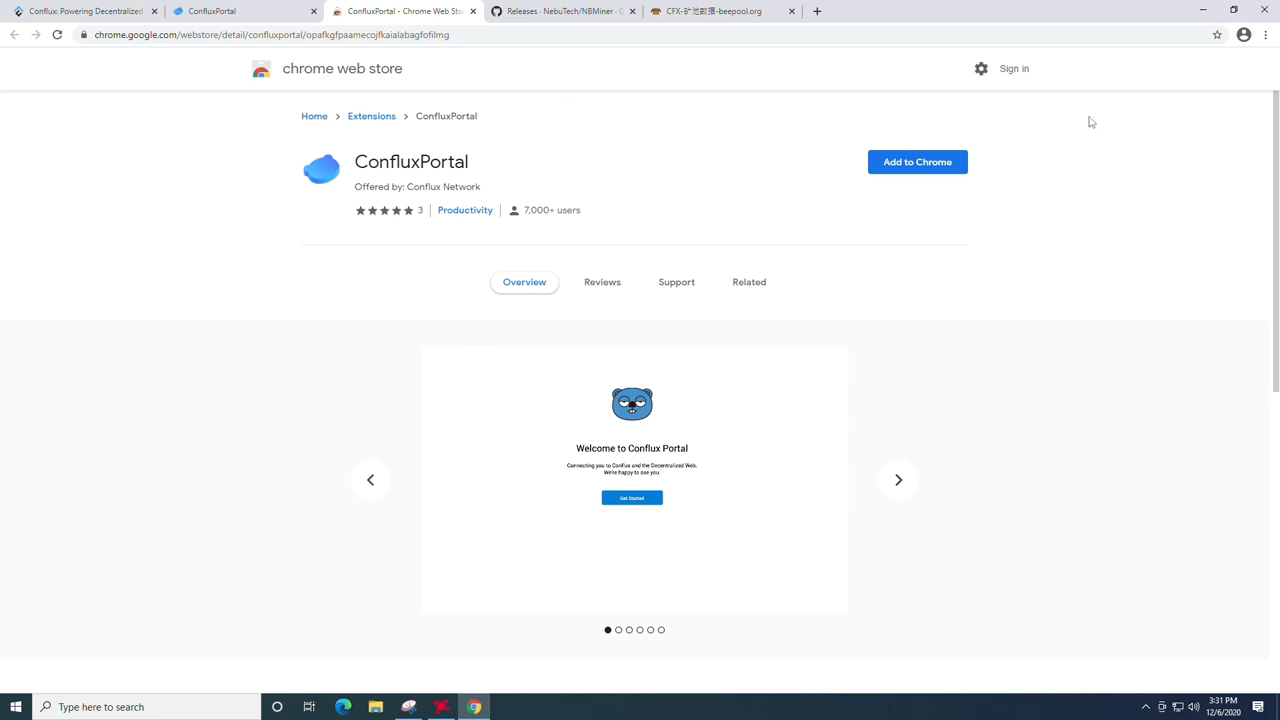 Conflux Powering Decentralized
ConfluxPortal
ConfluxPortal - Chrome Web Sto
Releases · NebuTech/NBMiner · G
CFX-矿池数据-beepool.org
chrome.google.com/webstore/detail/confluxportal/opafkgfpaamecojfkaialabagfofilmg
chrome web store
Sign in
Home
Extensions
ConfluxPortal
ConfluxPortal
Add to Chrome
Offered by: Conflux Network
3
Productivity
7,000+ users
Overview
Reviews
Support
Related
Welcome to Conflux Portal
Connecting you to Conflux and the Decentralized Web.
We're happy to see you.
Get Started
Type here to search
3:31 PM
12/6/2020